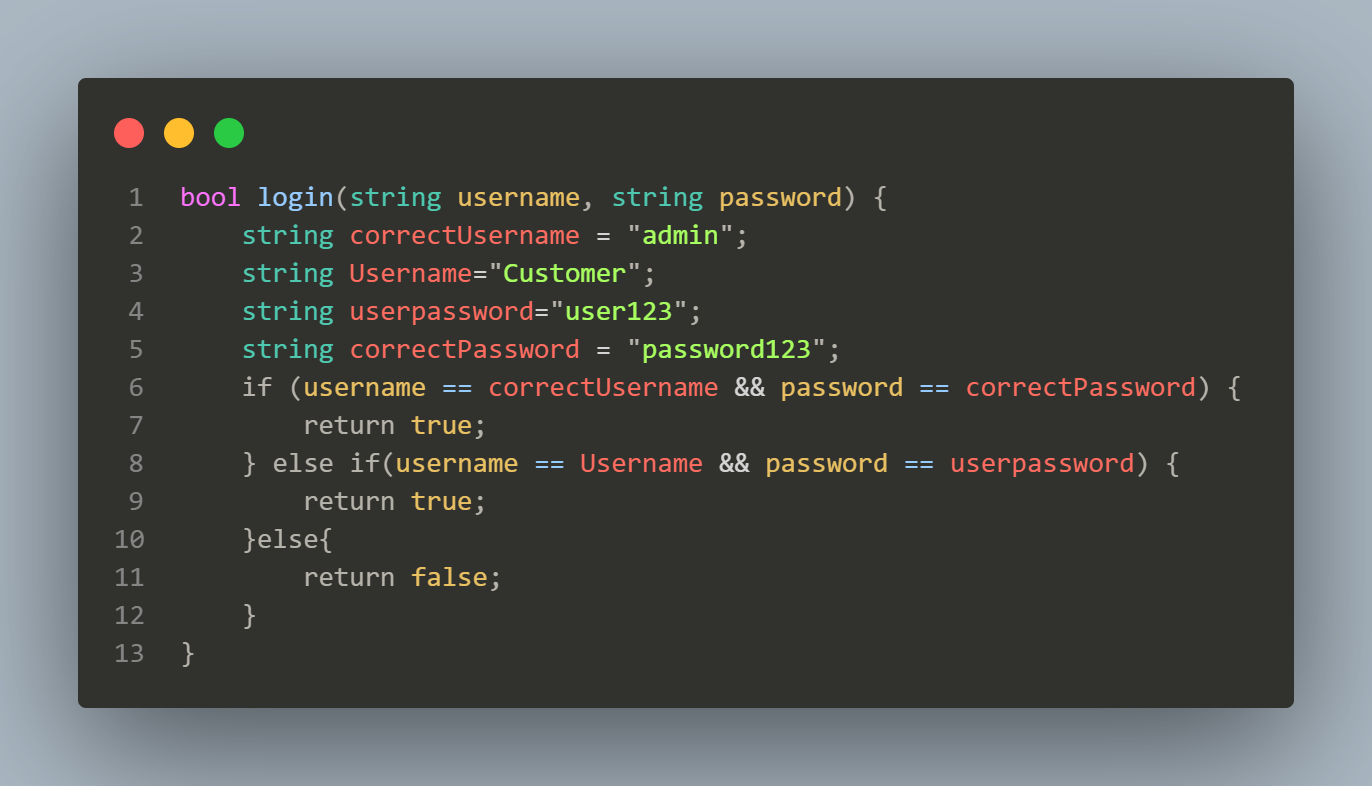 1 bool login(string username, string password) {
2     string correctUsername = "admin";
3     string Username="Customer";
4     string userpassword="user123";
5     string correctPassword = "password123";
6     if (username == correctUsername && password == correctPassword) {
7         return true;
8     } else if(username == Username && password == userpassword) {
9         return true;
10     }else{
11         return false;
12     }
13 }